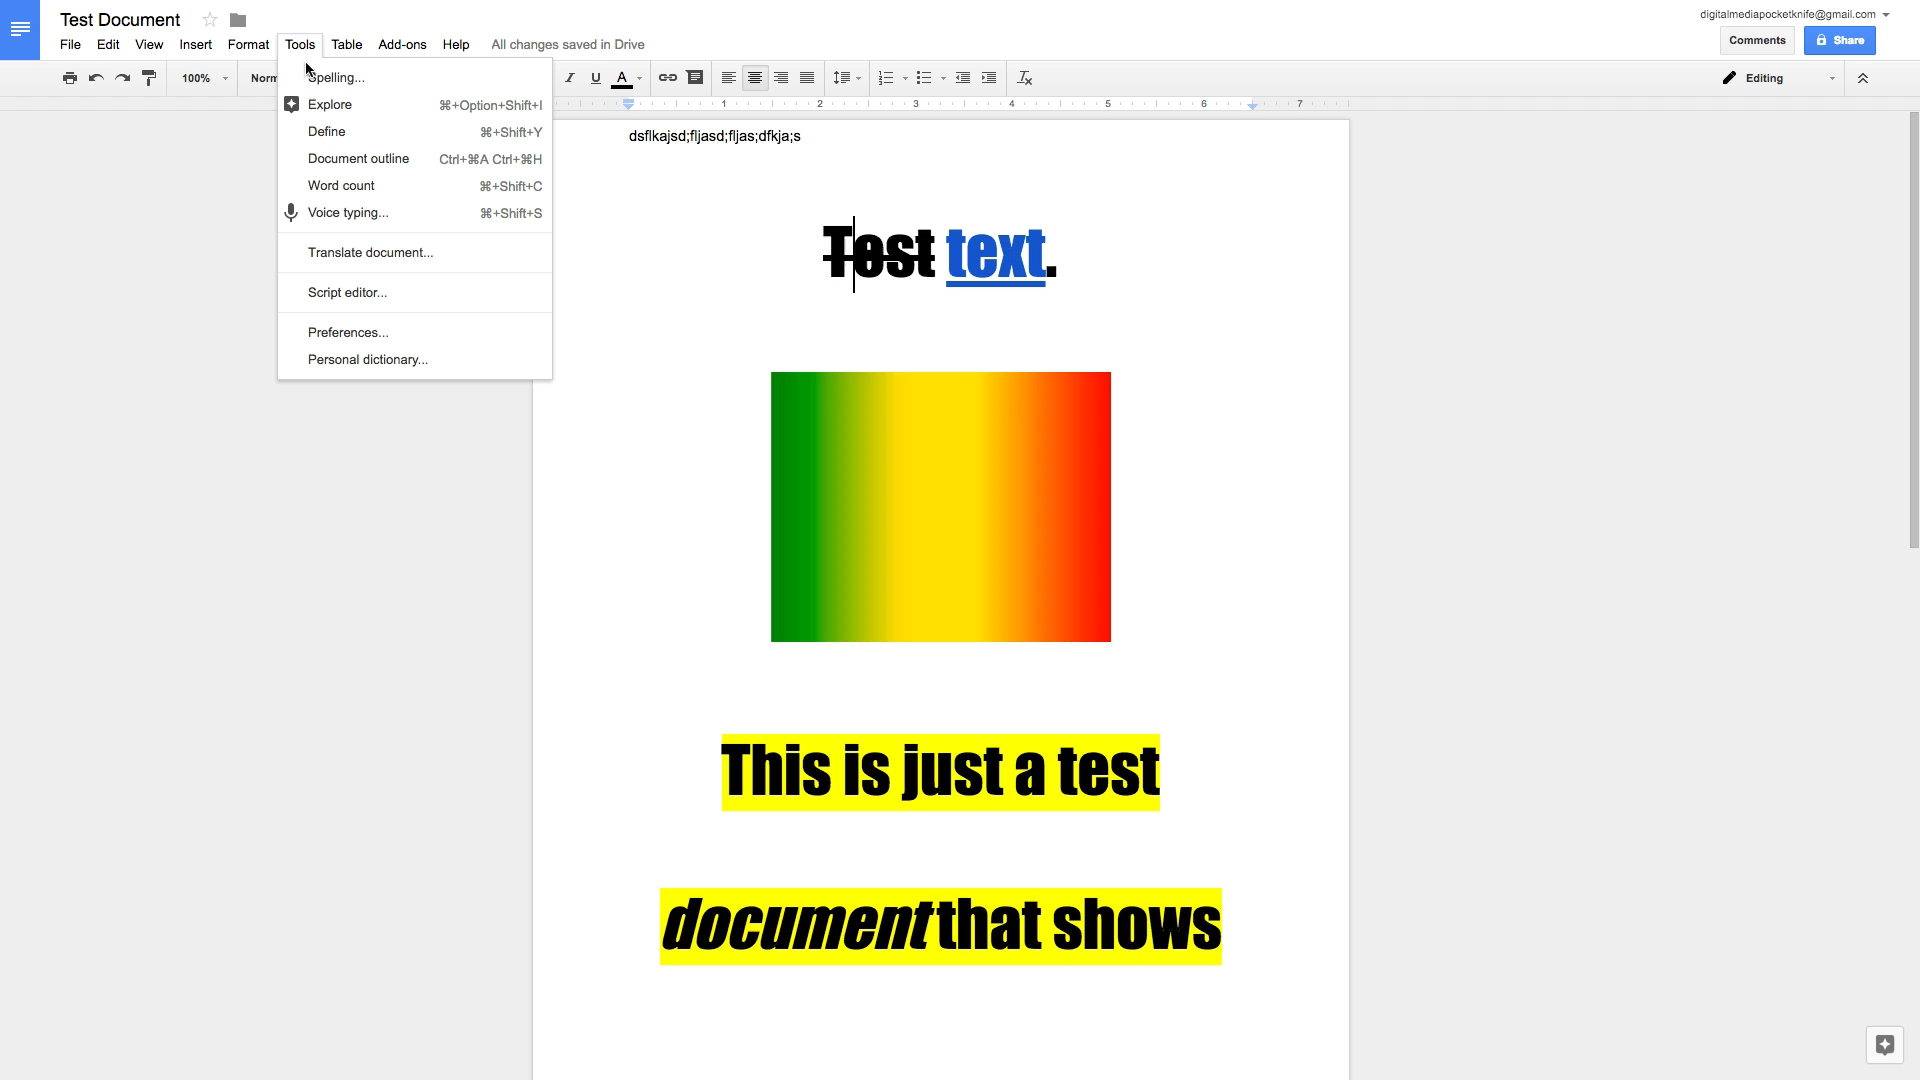 Test Document
digitalmediapocketknife@gmail.com
File Edit View Insert Format Tools Table Add-ons Help All changes saved in Drive
Comments Share
100% Norm A Editing
Spelling...
Explore ⌘+Option+Shift+I
Define ⌘+Shift+Y
Document outline Ctrl+⌘A Ctrl+⌘H
Word count ⌘+Shift+C
Voice typing... ⌘+Shift+S
Translate document...
Script editor...
Preferences...
Personal dictionary...
1 2 3 4 5 6 7
dsflkajsd;fljasd;fljas;dfkja;s
Test text.
This is just a test
document that shows